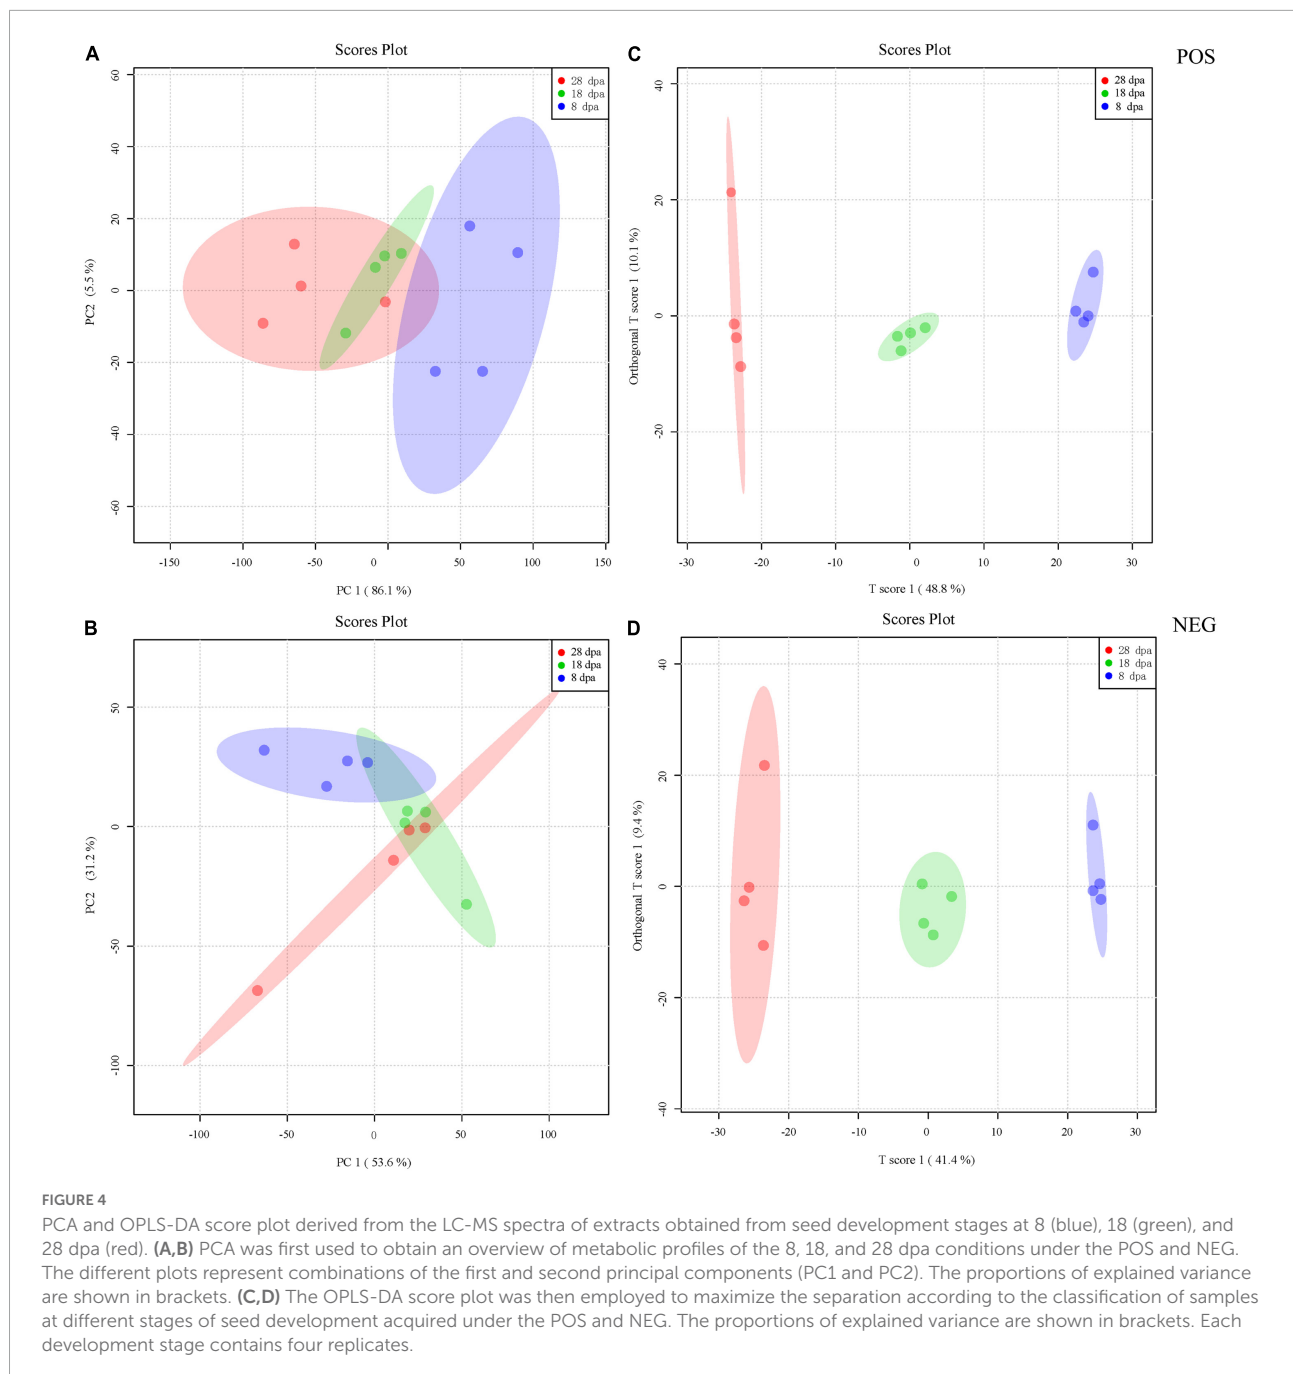 A
Scores Plot
28 dpa
18 dpa
8 dpa
60
40
20
0
-20
-40
-60
PC2 (5.5 %)
-150
-100
-50
0
50
100
150
PC 1 ( 86.1 %)
C
Scores Plot
POS
28 dpa
18 dpa
8 dpa
40
20
0
-20
Orthogonal T score 1 (10.1 %)
-30
-20
-10
0
10
20
30
T score 1 ( 48.8 %)
B
Scores Plot
28 dpa
18 dpa
8 dpa
50
0
-50
-100
PC2 (31.2 %)
-100
-50
0
50
100
PC 1 ( 53.6 %)
D
Scores Plot
NEG
28 dpa
18 dpa
8 dpa
40
20
0
-20
-40
Orthogonal T score 1 (9.4 %)
-30
-20
-10
0
10
20
30
T score 1 ( 41.4 %)
FIGURE 4
PCA and OPLS-DA score plot derived from the LC-MS spectra of extracts obtained from seed development stages at 8 (blue), 18 (green), and
28 dpa (red). (A,B) PCA was first used to obtain an overview of metabolic profiles of the 8, 18, and 28 dpa conditions under the POS and NEG.
The different plots represent combinations of the first and second principal components (PC1 and PC2). The proportions of explained variance
are shown in brackets. (C,D) The OPLS-DA score plot was then employed to maximize the separation according to the classification of samples
at different stages of seed development acquired under the POS and NEG. The proportions of explained variance are shown in brackets. Each
development stage contains four replicates.